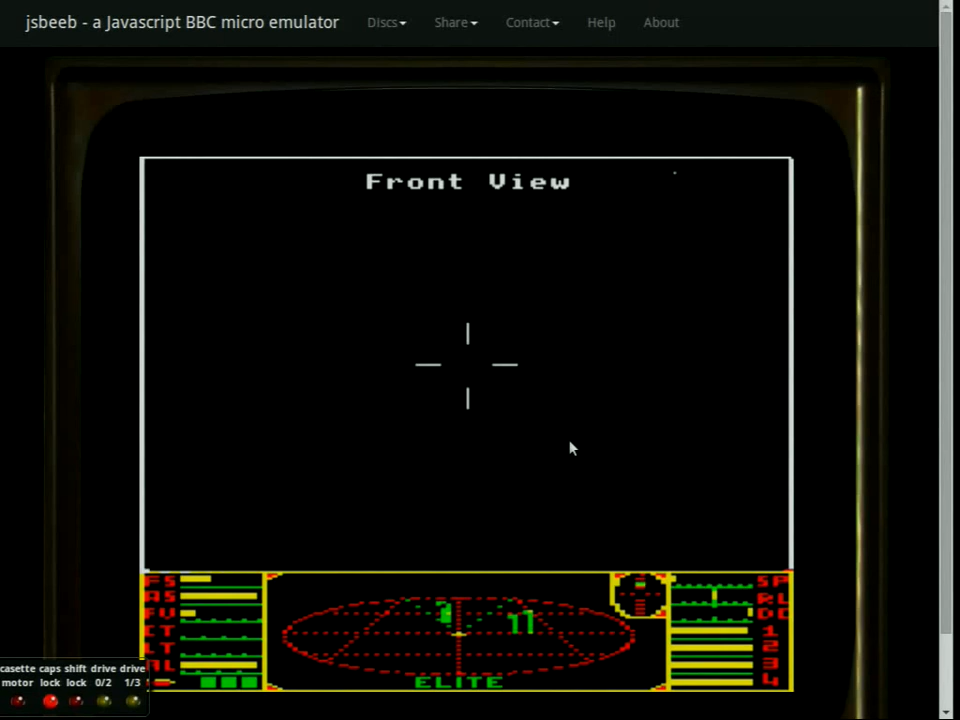 jsbeeb - a Javascript BBC micro emulator
Discs Share Contact Help About
Front View
FS SP
AS RL
FV DC
CT 1
LT 2
AL 3
4
ELITE
casette caps shift drive drive
motor lock lock 0/2 1/3